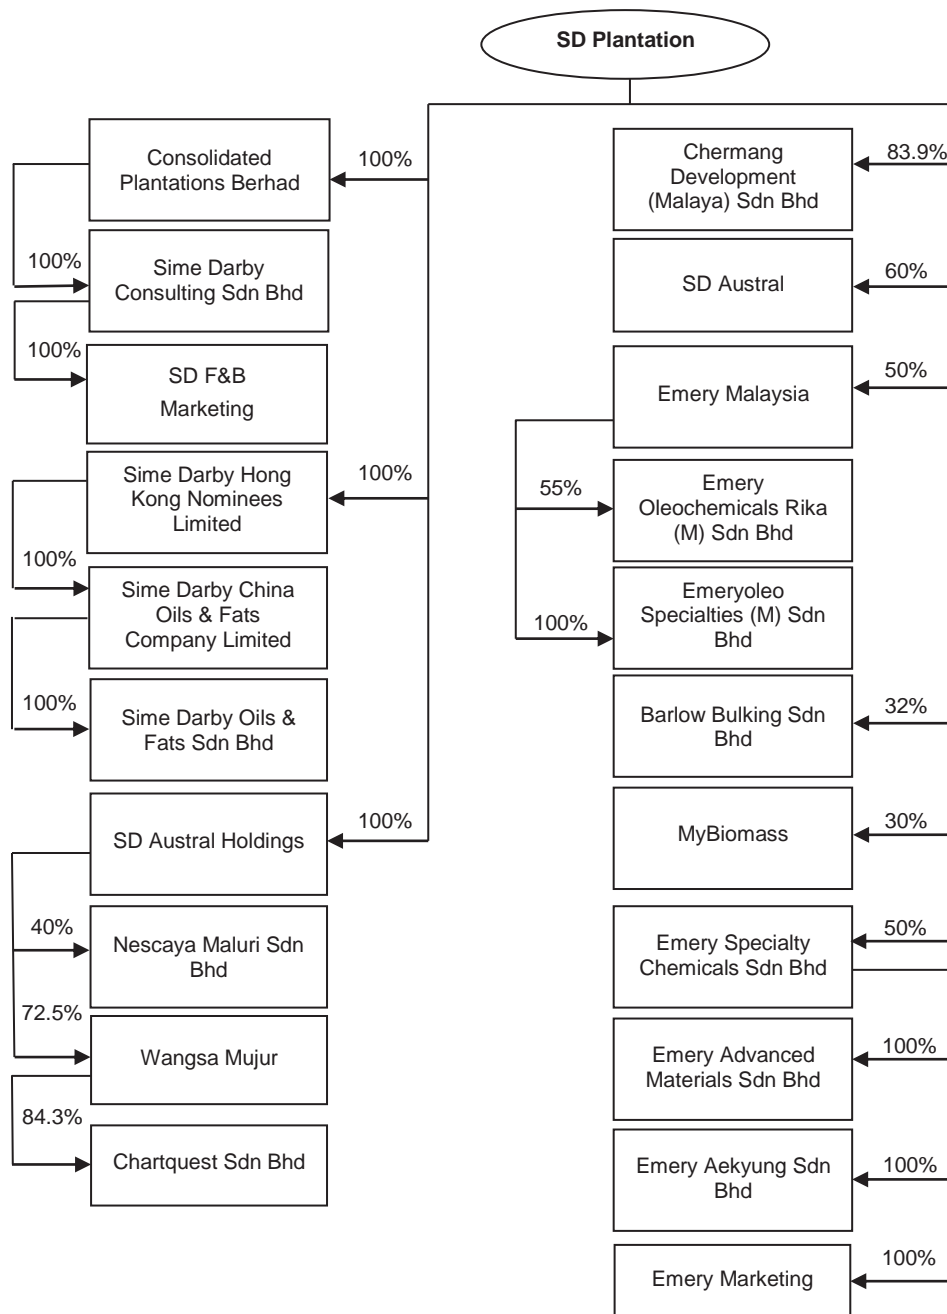 SD Plantation
Consolidated
Plantations Berhad
100%
100%
Sime Darby
Consulting Sdn Bhd
100%
SD F&B
Marketing
Sime Darby Hong
Kong Nominees
Limited
100%
100%
Sime Darby China
Oils & Fats
Company Limited
100%
Sime Darby Oils &
Fats Sdn Bhd
SD Austral Holdings
100%
40%
Nescaya Maluri Sdn
Bhd
72.5%
Wangsa Mujur
84.3%
Chartquest Sdn Bhd
Chermang
Development
(Malaya) Sdn Bhd
83.9%
SD Austral
60%
Emery Malaysia
50%
55%
Emery
Oleochemicals Rika
(M) Sdn Bhd
100%
Emeryoleo
Specialties (M) Sdn
Bhd
Barlow Bulking Sdn
Bhd
32%
MyBiomass
30%
Emery Specialty
Chemicals Sdn Bhd
50%
Emery Advanced
Materials Sdn Bhd
100%
Emery Aekyung Sdn
Bhd
100%
Emery Marketing
100%